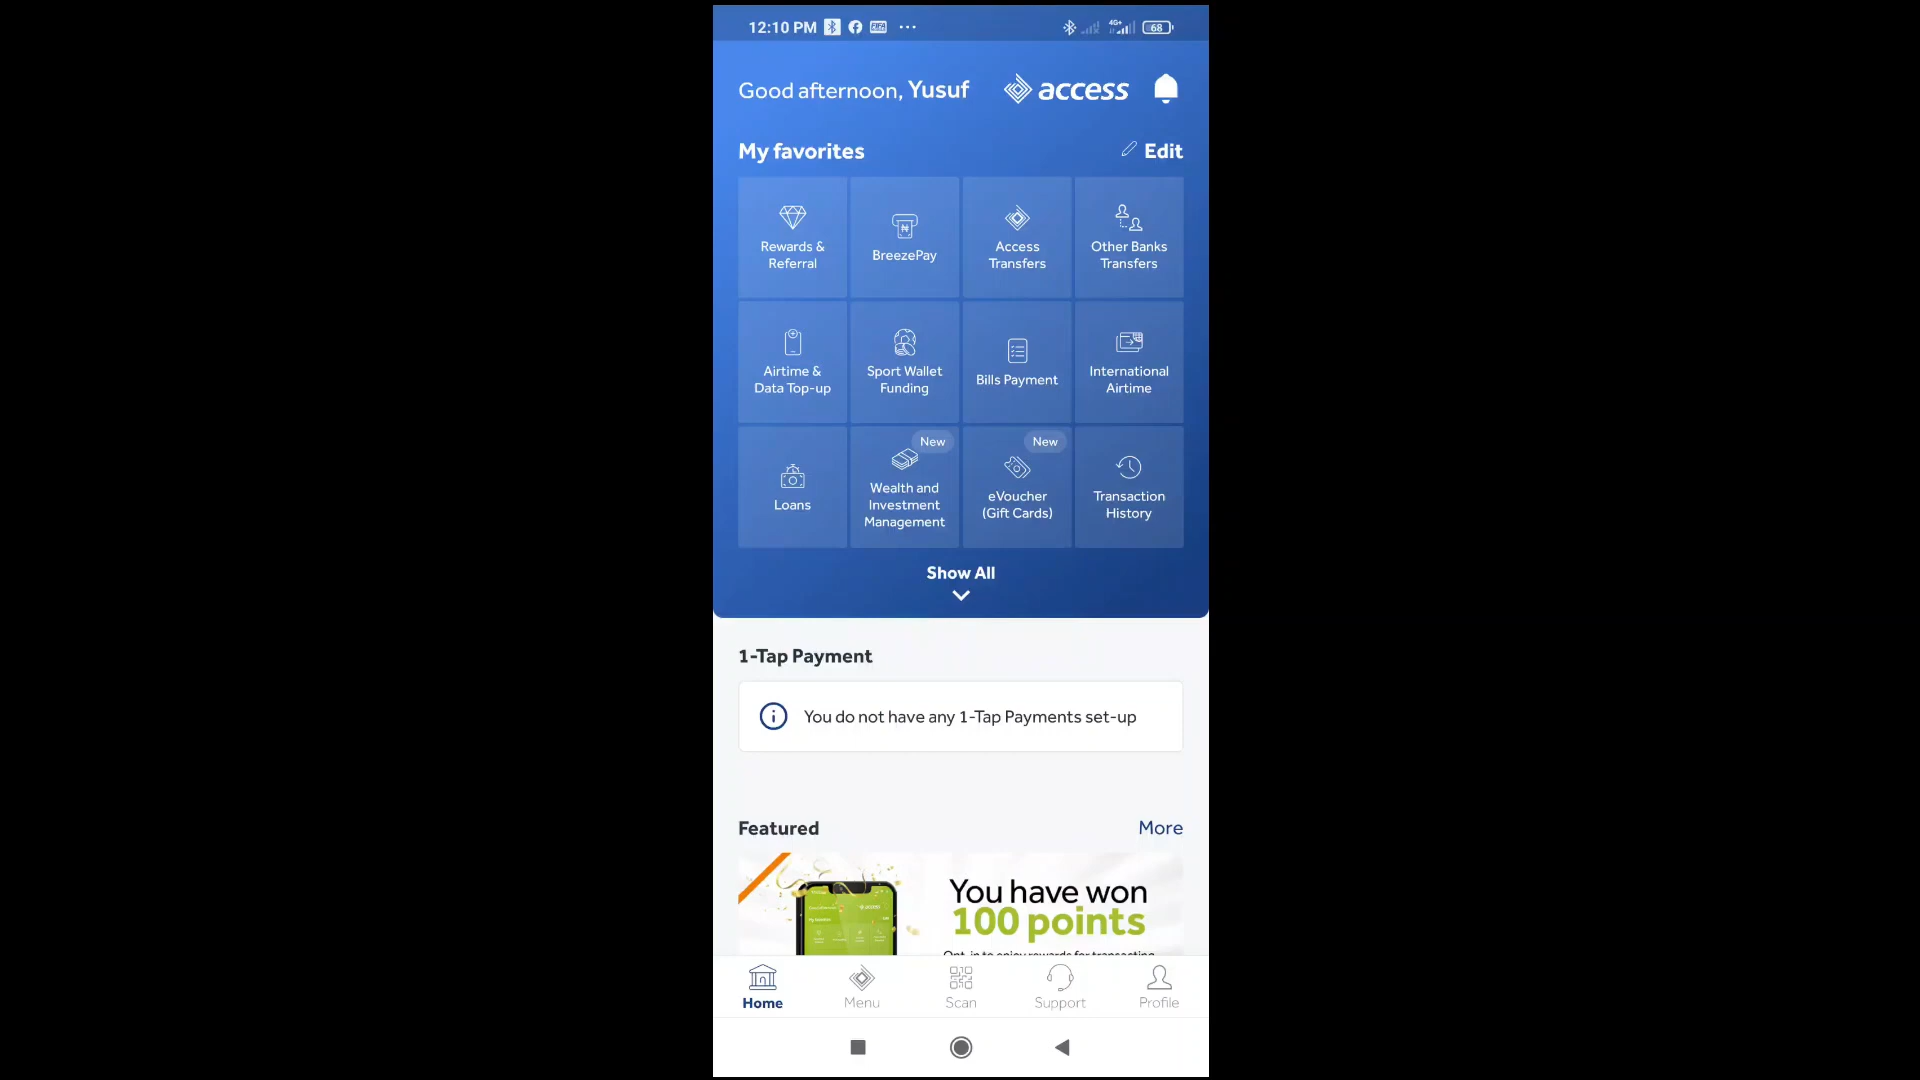 12:10 PM
4G+
68
Good afternoon, Yusuf
access
My favorites
Edit
Rewards &
Referral
BreezePay
Access
Transfers
Other Banks
Transfers
Airtime &
Data Top-up
Sport Wallet
Funding
Bills Payment
International
Airtime
Loans
New
Wealth and
Investment
Management
New
eVoucher
(Gift Cards)
Transaction
History
Show All
1-Tap Payment
You do not have any 1-Tap Payments set-up
Featured
More
You have won
100 points
Opt-in to enjoy rewards for transacting
Home
Menu
Scan
Support
Profile